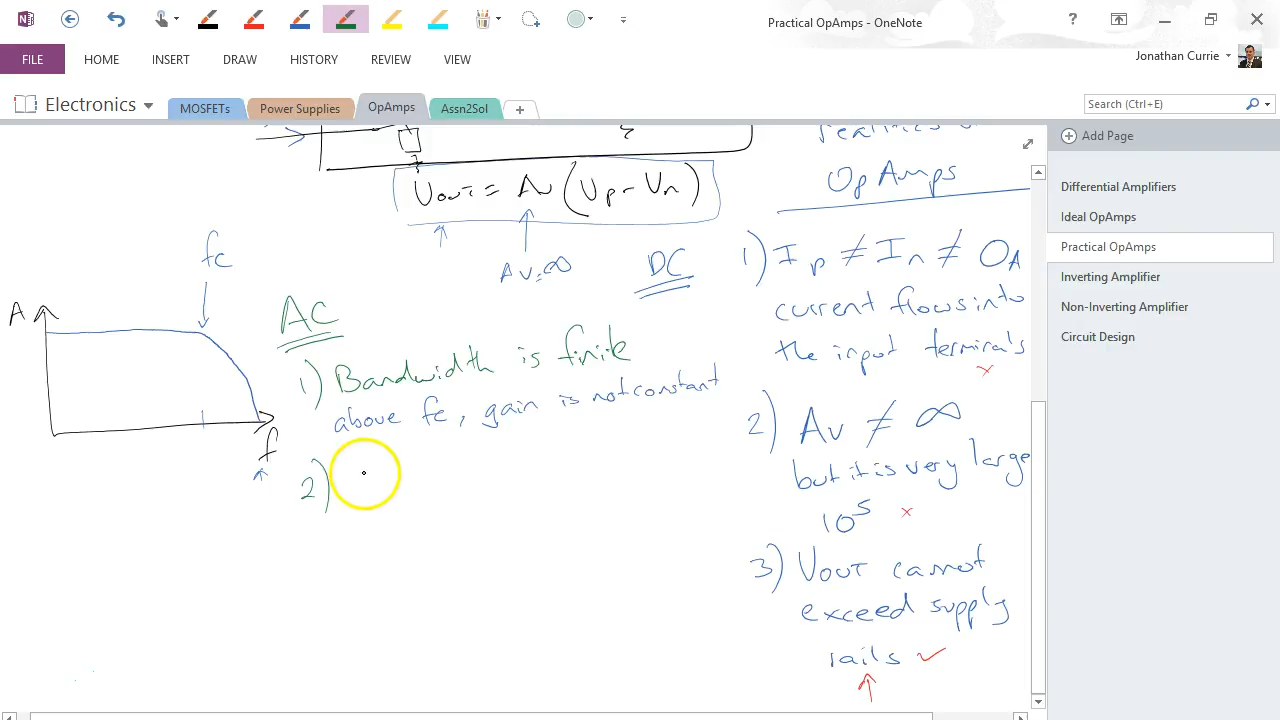 Practical OpAmps - OneNote
Jonathan Currie
FILE HOME INSERT DRAW HISTORY REVIEW VIEW
Electronics
MOSFETs Power Supplies OpAmps Assn2Sol
Search (Ctrl+E)
Add Page
Differential Amplifiers
Ideal OpAmps
Practical OpAmps
Inverting Amplifier
Non-Inverting Amplifier
Circuit Design
VOUT = Av (Vp - Vn)
Av = ∞
DC
fc
A
f
AC
1) Bandwidth is finite
above fc, gain is not constant
2)
OpAmps
1) Ip ≠ In ≠ 0A
current flows into
the input terminals
x
2) Av ≠ ∞
but it is very large
10^5 x
3) VOUT cannot
exceed supply
rails ✓